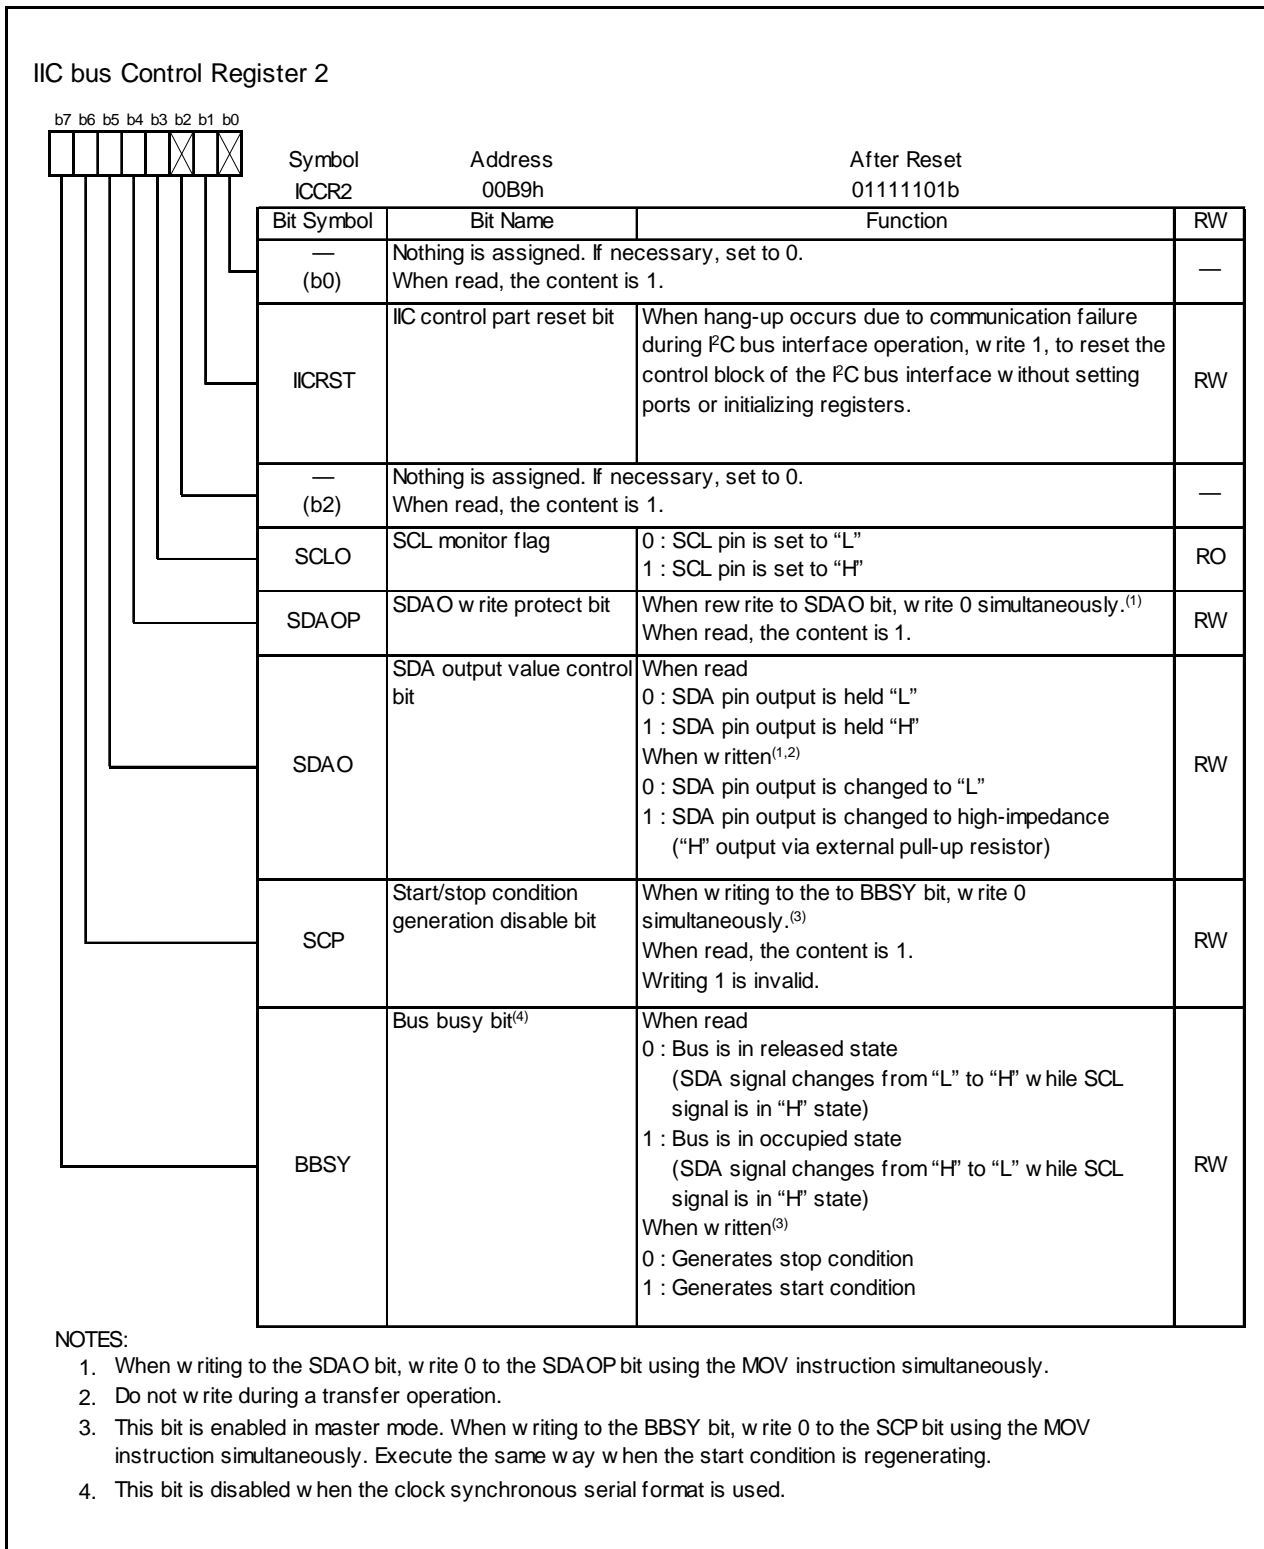 IIC bus Control Register 2
b7 b6 b5 b4 b3 b2 b1 b0
Symbol Address After Reset
ICCR2 00B9h 01111101b
Bit Symbol Bit Name Function RW
—
(b0)
Nothing is assigned. If necessary, set to 0.
When read, the content is 1.
—
IICRST
IIC control part reset bit
When hang-up occurs due to communication failure
during I²C bus interface operation, write 1, to reset the
control block of the I²C bus interface without setting
ports or initializing registers.
RW
—
(b2)
Nothing is assigned. If necessary, set to 0.
When read, the content is 1.
—
SCLO
SCL monitor flag
0 : SCL pin is set to “L”
1 : SCL pin is set to “H”
RO
SDAOP
SDAO write protect bit
When rewrite to SDAO bit, write 0 simultaneously.(1)
When read, the content is 1.
RW
SDAO
SDA output value control
bit
When read
0 : SDA pin output is held “L”
1 : SDA pin output is held “H”
When written(1,2)
0 : SDA pin output is changed to “L”
1 : SDA pin output is changed to high-impedance
(“H” output via external pull-up resistor)
RW
SCP
Start/stop condition
generation disable bit
When writing to the to BBSY bit, write 0
simultaneously.(3)
When read, the content is 1.
Writing 1 is invalid.
RW
BBSY
Bus busy bit(4)
When read
0 : Bus is in released state
(SDA signal changes from “L” to “H” while SCL
signal is in “H” state)
1 : Bus is in occupied state
(SDA signal changes from “H” to “L” while SCL
signal is in “H” state)
When written(3)
0 : Generates stop condition
1 : Generates start condition
RW
NOTES:
1. When writing to the SDAO bit, write 0 to the SDAOP bit using the MOV instruction simultaneously.
2. Do not write during a transfer operation.
3. This bit is enabled in master mode. When writing to the BBSY bit, write 0 to the SCP bit using the MOV
instruction simultaneously. Execute the same way when the start condition is regenerating.
4. This bit is disabled when the clock synchronous serial format is used.